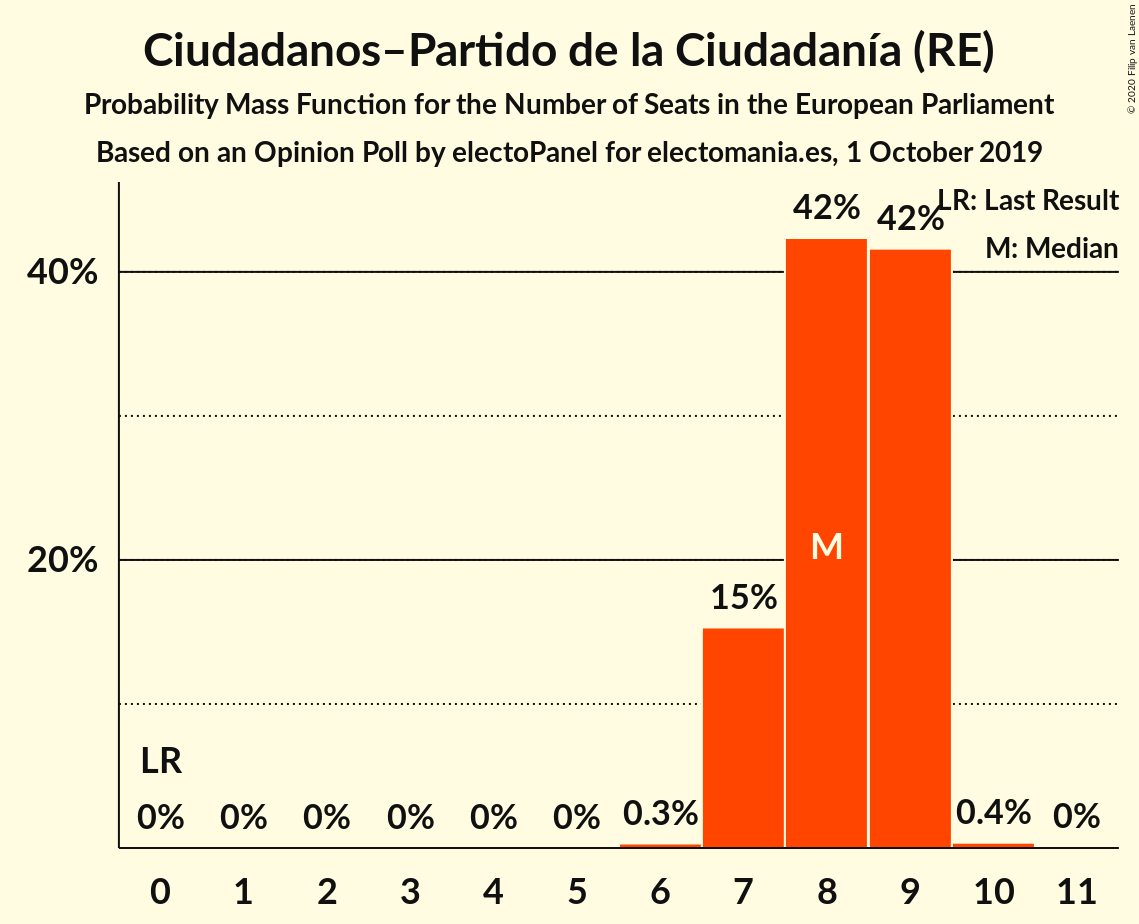 Ciudadanos–Partido de la Ciudadanía (RE)
Probability Mass Function for the Number of Seats in the European Parliament
Based on an Opinion Poll by electoPanel for electomania.es, 1 October 2019
© 2020 Filip van Laenen
LR: Last Result
M: Median
40%
20%
42%
42%
M
15%
LR
0%
0%
0%
0%
0%
0%
0.3%
0.4%
0%
0 1 2 3 4 5 6 7 8 9 10 11